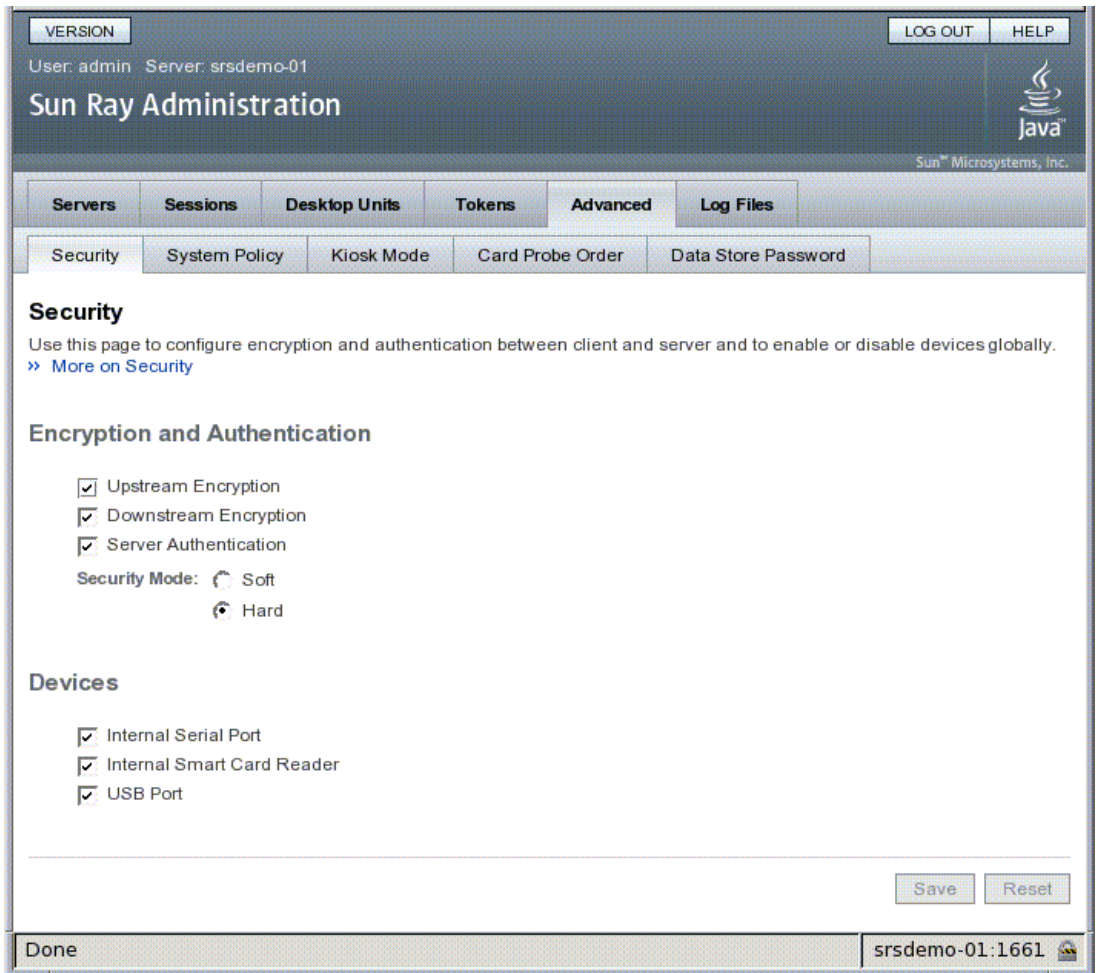 VERSION LOG OUT HELP
User: admin Server: srsdemo-01
Sun Ray Administration
Java™
Sun™ Microsystems, Inc.
Servers Sessions Desktop Units Tokens Advanced Log Files
Security System Policy Kiosk Mode Card Probe Order Data Store Password
Security
Use this page to configure encryption and authentication between client and server and to enable or disable devices globally.
›› More on Security
Encryption and Authentication
Upstream Encryption
Downstream Encryption
Server Authentication
Security Mode: Soft
Hard
Devices
Internal Serial Port
Internal Smart Card Reader
USB Port
Save Reset
Done srsdemo-01:1661